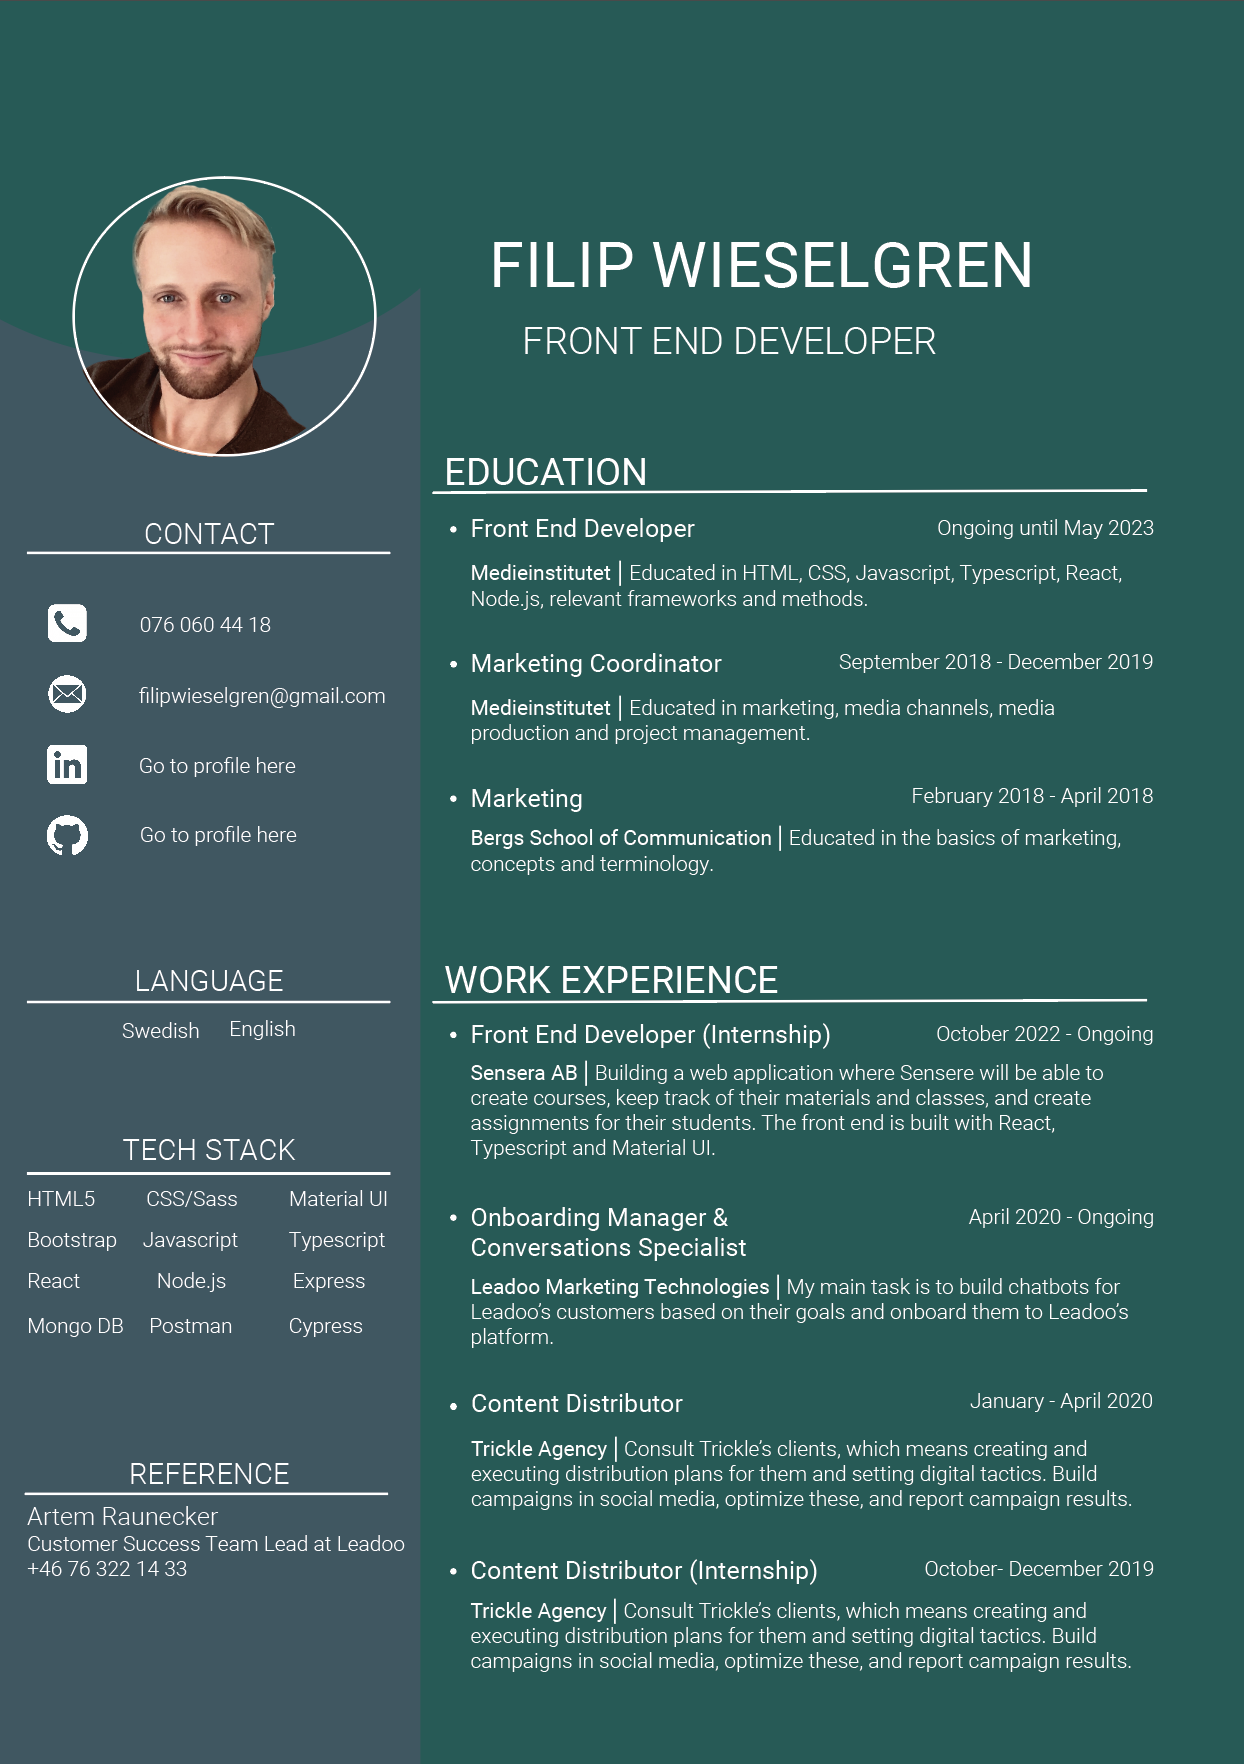 FILIP WIESELGREN
FRONT END DEVELOPER
CONTACT
076 060 44 18
filipwieselgren@gmail.com
in
Go to profile here
Go to profile here
LANGUAGE
Swedish English
TECH STACK
HTML5 CSS/Sass Material UI
Bootstrap Javascript Typescript
React Node.js Express
Mongo DB Postman Cypress
REFERENCE
Artem Raunecker
Customer Success Team Lead at Leadoo
+46 76 322 14 33
EDUCATION
• Front End Developer Ongoing until May 2023
Medieinstitutet | Educated in HTML, CSS, Javascript, Typescript, React,
Node.js, relevant frameworks and methods.
• Marketing Coordinator September 2018 - December 2019
Medieinstitutet | Educated in marketing, media channels, media
production and project management.
• Marketing February 2018 - April 2018
Bergs School of Communication | Educated in the basics of marketing,
concepts and terminology.
WORK EXPERIENCE
• Front End Developer (Internship) October 2022 - Ongoing
Sensera AB | Building a web application where Sensere will be able to
create courses, keep track of their materials and classes, and create
assignments for their students. The front end is built with React,
Typescript and Material UI.
• Onboarding Manager & April 2020 - Ongoing
Conversations Specialist
Leadoo Marketing Technologies | My main task is to build chatbots for
Leadoo’s customers based on their goals and onboard them to Leadoo’s
platform.
• Content Distributor January - April 2020
Trickle Agency | Consult Trickle’s clients, which means creating and
executing distribution plans for them and setting digital tactics. Build
campaigns in social media, optimize these, and report campaign results.
• Content Distributor (Internship) October- December 2019
Trickle Agency | Consult Trickle’s clients, which means creating and
executing distribution plans for them and setting digital tactics. Build
campaigns in social media, optimize these, and report campaign results.